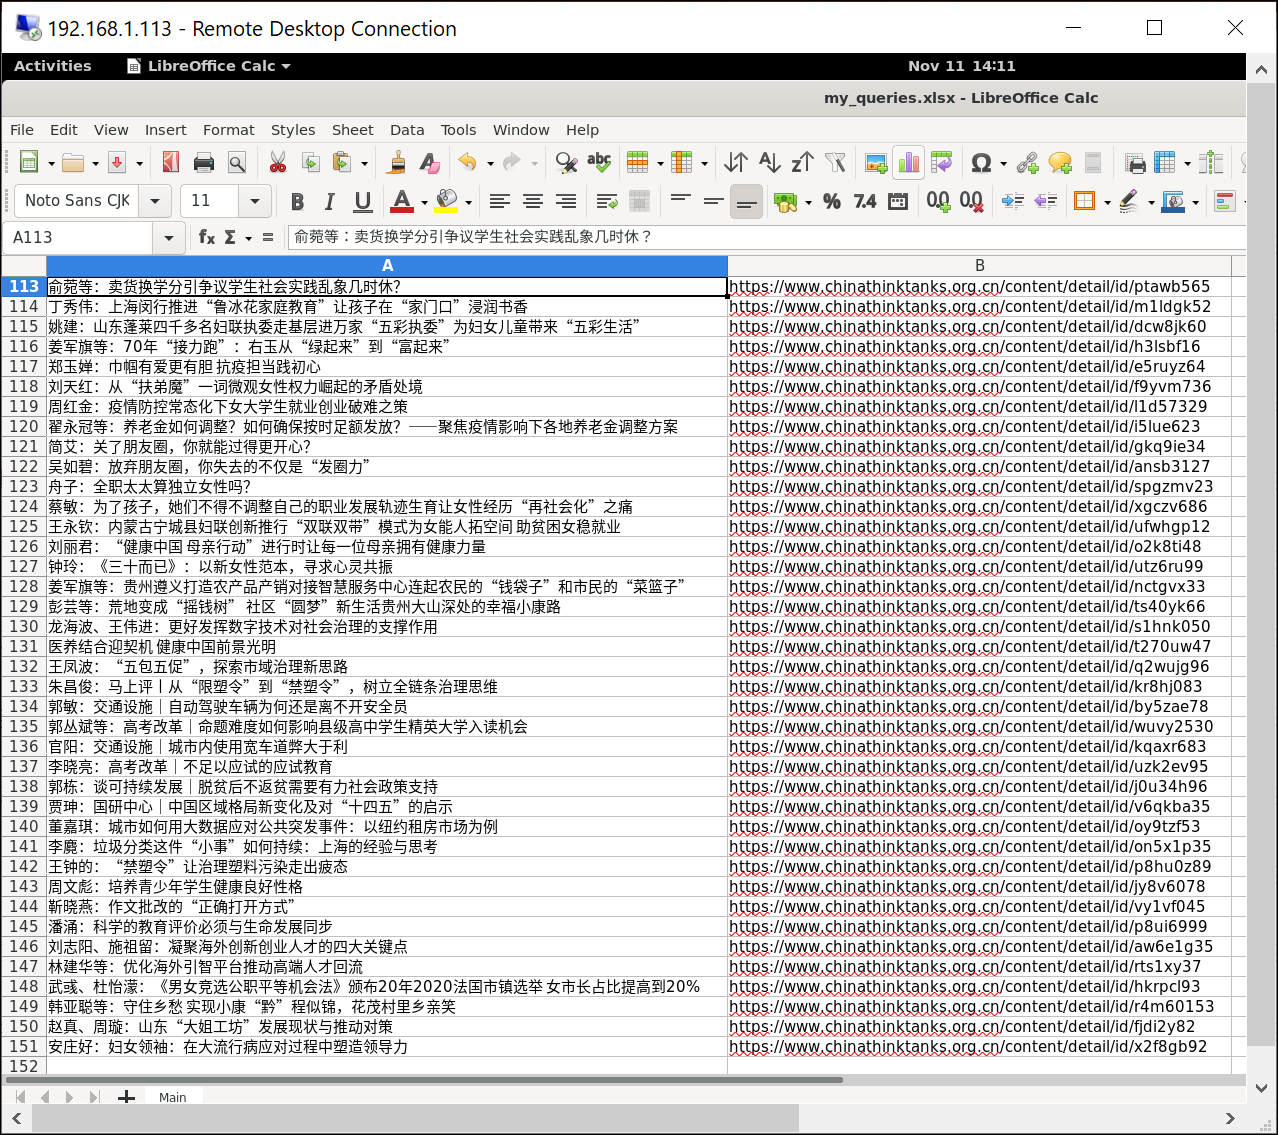 192.168.1.113 - Remote Desktop Connection
Activities LibreOffice Calc Nov 11 14:11
my_queries.xlsx - LibreOffice Calc
File Edit View Insert Format Styles Sheet Data Tools Window Help
Noto Sans CJK 11
A113 俞菀等：卖货换学分引争议学生社会实践乱象几时休？
A B
113 俞菀等：卖货换学分引争议学生社会实践乱象几时休？ https://www.chinathinktanks.org.cn/content/detail/id/ptawb565
114 丁秀伟：上海闵行推进“鲁冰花家庭教育”让孩子在“家门口”浸润书香 https://www.chinathinktanks.org.cn/content/detail/id/m1ldgk52
115 姚建：山东蓬莱四千多名妇联执委走基层进万家“五彩执委”为妇女儿童带来“五彩生活” https://www.chinathinktanks.org.cn/content/detail/id/dcw8jk60
116 姜军旗等：70年“接力跑”：右玉从“绿起来”到“富起来” https://www.chinathinktanks.org.cn/content/detail/id/h3lsbf16
117 郑玉婵：巾帼有爱更有胆 抗疫担当践初心 https://www.chinathinktanks.org.cn/content/detail/id/e5ruyz64
118 刘天红：从“扶弟魔”一词微观女性权力崛起的矛盾处境 https://www.chinathinktanks.org.cn/content/detail/id/f9yvm736
119 周红金：疫情防控常态化下女大学生就业创业破难之策 https://www.chinathinktanks.org.cn/content/detail/id/l1d57329
120 翟永冠等：养老金如何调整？如何确保按时足额发放？——聚焦疫情影响下各地养老金调整方案 https://www.chinathinktanks.org.cn/content/detail/id/i5lue623
121 简艾：关了朋友圈，你就能过得更开心？ https://www.chinathinktanks.org.cn/content/detail/id/gkq9ie34
122 吴如碧：放弃朋友圈，你失去的不仅是“发圈力” https://www.chinathinktanks.org.cn/content/detail/id/ansb3127
123 舟子：全职太太算独立女性吗？ https://www.chinathinktanks.org.cn/content/detail/id/spgzmv23
124 蔡敏：为了孩子，她们不得不调整自己的职业发展轨迹生育让女性经历“再社会化”之痛 https://www.chinathinktanks.org.cn/content/detail/id/xgczv686
125 王永钦：内蒙古宁城县妇联创新推行“双联双带”模式为女能人拓空间 助贫困女稳就业 https://www.chinathinktanks.org.cn/content/detail/id/ufwhgp12
126 刘丽君：“健康中国 母亲行动”进行时让每一位母亲拥有健康力量 https://www.chinathinktanks.org.cn/content/detail/id/o2k8ti48
127 钟玲：《三十而已》：以新女性范本，寻求心灵共振 https://www.chinathinktanks.org.cn/content/detail/id/utz6ru99
128 姜军旗等：贵州遵义打造农产品产销对接智慧服务中心连起农民的“钱袋子”和市民的“菜篮子” https://www.chinathinktanks.org.cn/content/detail/id/nctgvx33
129 彭芸等：荒地变成“摇钱树” 社区“圆梦”新生活贵州大山深处的幸福小康路 https://www.chinathinktanks.org.cn/content/detail/id/ts40yk66
130 龙海波、王伟进：更好发挥数字技术对社会治理的支撑作用 https://www.chinathinktanks.org.cn/content/detail/id/s1hnk050
131 医养结合迎契机 健康中国前景光明 https://www.chinathinktanks.org.cn/content/detail/id/t270uw47
132 王凤波：“五包五促”，探索市域治理新思路 https://www.chinathinktanks.org.cn/content/detail/id/q2wujg96
133 朱昌俊：马上评丨从“限塑令”到“禁塑令”，树立全链条治理思维 https://www.chinathinktanks.org.cn/content/detail/id/kr8hj083
134 郭敏：交通设施｜自动驾驶车辆为何还是离不开安全员 https://www.chinathinktanks.org.cn/content/detail/id/by5zae78
135 郭丛斌等：高考改革｜命题难度如何影响县级高中学生精英大学入读机会 https://www.chinathinktanks.org.cn/content/detail/id/wuvy2530
136 官阳：交通设施｜城市内使用宽车道弊大于利 https://www.chinathinktanks.org.cn/content/detail/id/kqaxr683
137 李晓亮：高考改革｜不足以应试的应试教育 https://www.chinathinktanks.org.cn/content/detail/id/uzk2ev95
138 郭栋：谈可持续发展｜脱贫后不返贫需要有力社会政策支持 https://www.chinathinktanks.org.cn/content/detail/id/j0u34h96
139 贾珅：国研中心｜中国区域格局新变化及对“十四五”的启示 https://www.chinathinktanks.org.cn/content/detail/id/v6qkba35
140 董嘉琪：城市如何用大数据应对公共突发事件：以纽约租房市场为例 https://www.chinathinktanks.org.cn/content/detail/id/oy9tzf53
141 李麑：垃圾分类这件“小事”如何持续：上海的经验与思考 https://www.chinathinktanks.org.cn/content/detail/id/on5x1p35
142 王钟的：“禁塑令”让治理塑料污染走出疲态 https://www.chinathinktanks.org.cn/content/detail/id/p8hu0z89
143 周文彪：培养青少年学生健康良好性格 https://www.chinathinktanks.org.cn/content/detail/id/jy8v6078
144 靳晓燕：作文批改的“正确打开方式” https://www.chinathinktanks.org.cn/content/detail/id/vy1vf045
145 潘涌：科学的教育评价必须与生命发展同步 https://www.chinathinktanks.org.cn/content/detail/id/p8ui6999
146 刘志阳、施祖留：凝聚海外创新创业人才的四大关键点 https://www.chinathinktanks.org.cn/content/detail/id/aw6e1g35
147 林建华等：优化海外引智平台推动高端人才回流 https://www.chinathinktanks.org.cn/content/detail/id/rts1xy37
148 武彧、杜怡濛：《男女竞选公职平等机会法》颁布20年2020法国市镇选举 女市长占比提高到20% https://www.chinathinktanks.org.cn/content/detail/id/hkrpcl93
149 韩亚聪等：守住乡愁 实现小康“黔”程似锦，花茂村里乡亲笑 https://www.chinathinktanks.org.cn/content/detail/id/r4m60153
150 赵真、周璇：山东“大姐工坊”发展现状与推动对策 https://www.chinathinktanks.org.cn/content/detail/id/fjdi2y82
151 安庄好：妇女领袖：在大流行病应对过程中塑造领导力 https://www.chinathinktanks.org.cn/content/detail/id/x2f8gb92
152
Main